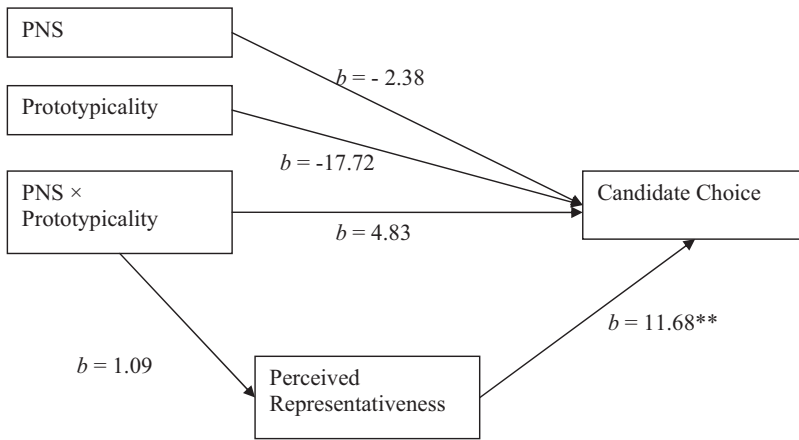 PNS
b = - 2.38
Prototypicality
b = -17.72
PNS ×
Prototypicality
Candidate Choice
b = 4.83
b = 11.68**
b = 1.09
Perceived
Representativeness